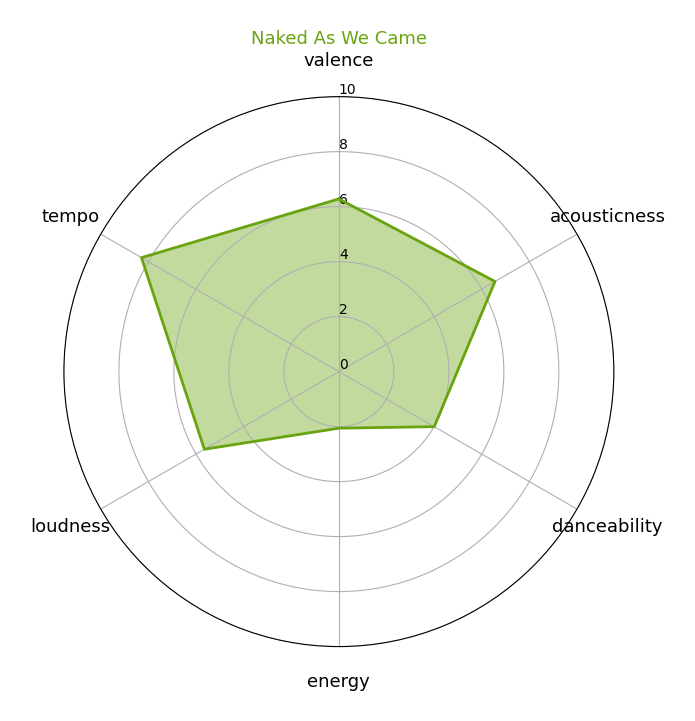 Naked As We Came
valence
10
8
tempo
acousticness
6
4
2
0
loudness
danceability
energy